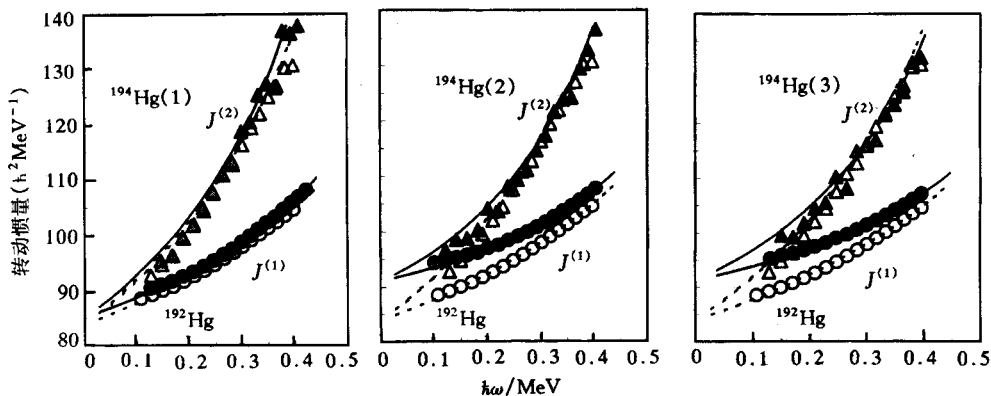 转动惯量(ℏ²MeV⁻¹)
140
130
120
110
100
90
80
¹⁹⁴Hg(1)
J⁽²⁾
J⁽¹⁾
¹⁹²Hg
0 0.1 0.2 0.3 0.4 0.5
¹⁹⁴Hg(2)
J⁽²⁾
J⁽¹⁾
¹⁹²Hg
0 0.1 0.2 0.3 0.4 0.5
¹⁹⁴Hg(3)
J⁽²⁾
J⁽¹⁾
¹⁹²Hg
0 0.1 0.2 0.3 0.4 0.5
ℏω/MeV